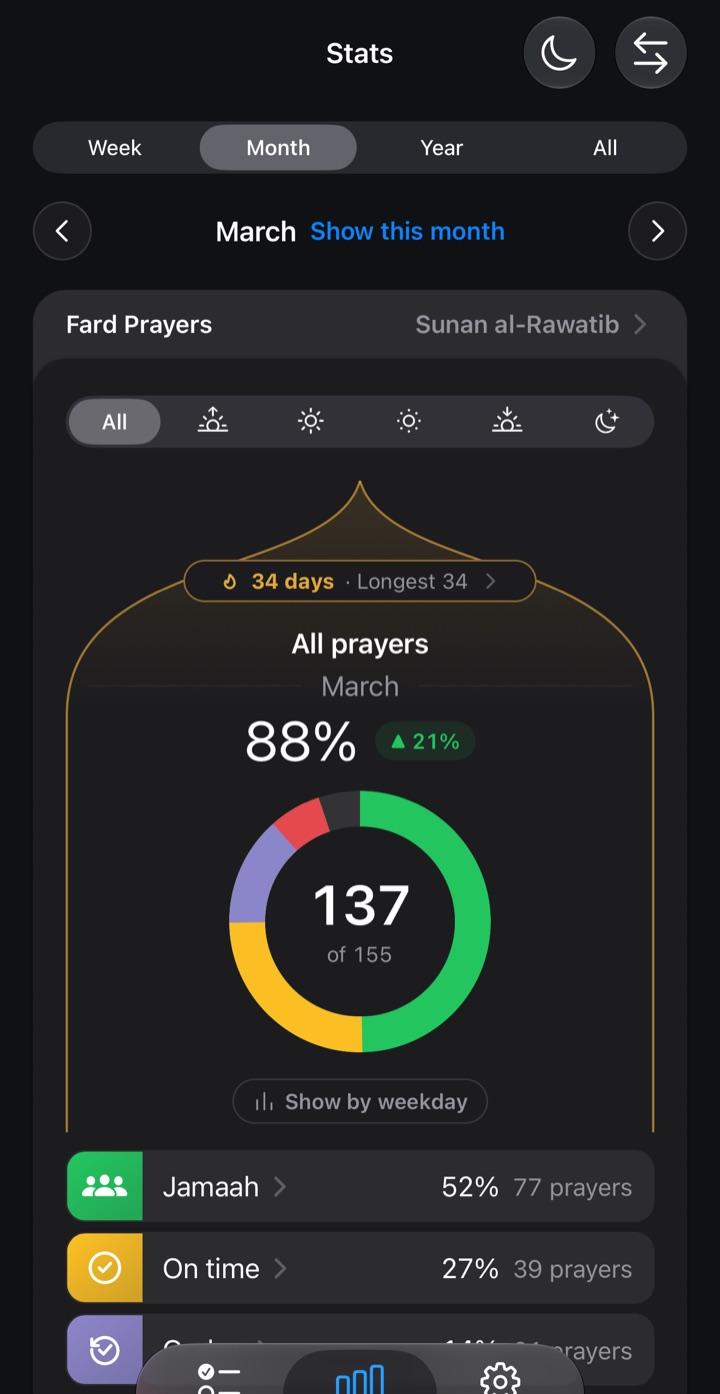 Stats
Week Month Year All
March Show this month
Fard Prayers Sunan al-Rawatib
All
34 days · Longest 34
All prayers
March
88% ▲ 21%
137
of 155
Show by weekday
Jamaah 52% 77 prayers
On time 27% 39 prayers
prayers